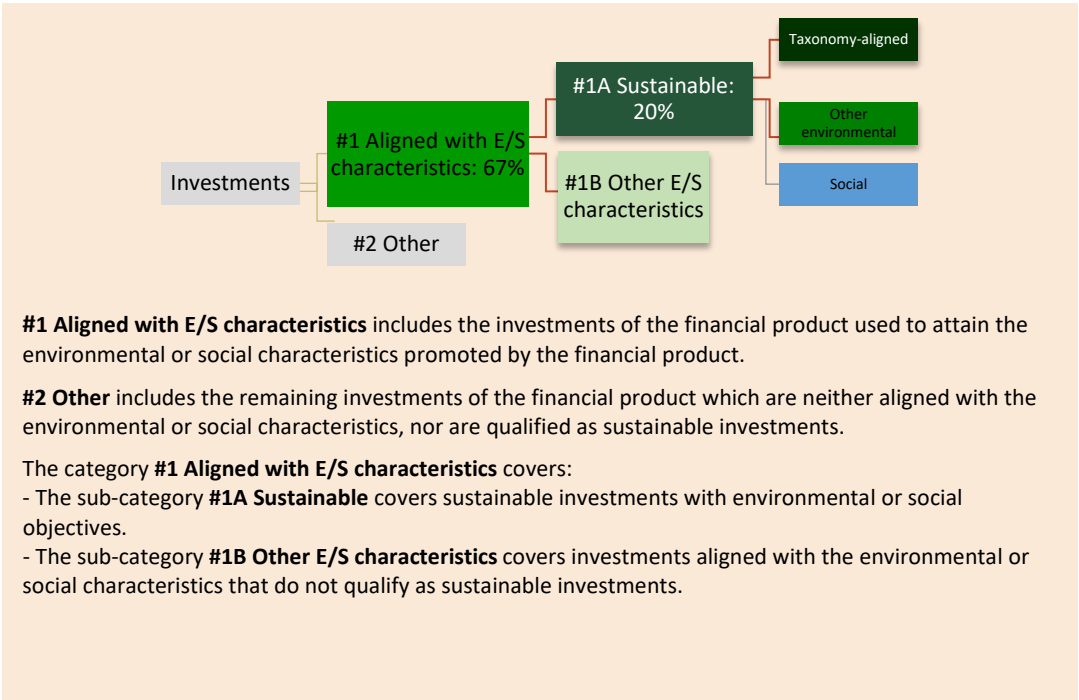 Taxonomy-aligned
#1A Sustainable:
20%
Other
environmental
#1 Aligned with E/S
characteristics: 67%
Investments
#1B Other E/S
characteristics
Social
#2 Other
#1 Aligned with E/S characteristics includes the investments of the financial product used to attain the
environmental or social characteristics promoted by the financial product.
#2 Other includes the remaining investments of the financial product which are neither aligned with the
environmental or social characteristics, nor are qualified as sustainable investments.
The category #1 Aligned with E/S characteristics covers:
- The sub-category #1A Sustainable covers sustainable investments with environmental or social
objectives.
- The sub-category #1B Other E/S characteristics covers investments aligned with the environmental or
social characteristics that do not qualify as sustainable investments.